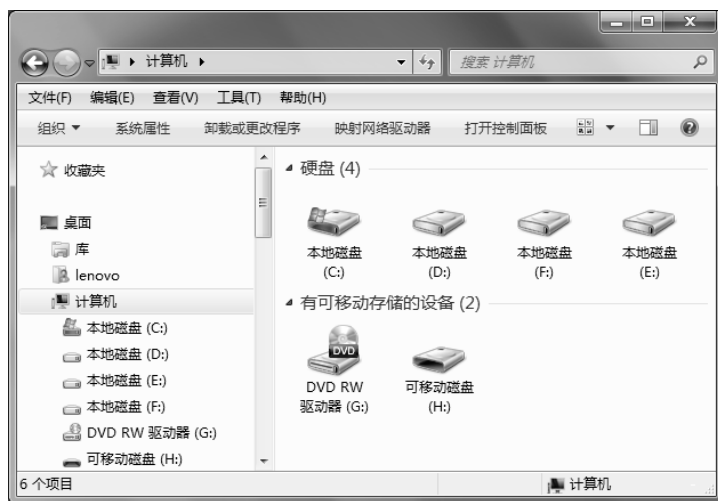 计算机
搜索 计算机
文件(F) 编辑(E) 查看(V) 工具(T) 帮助(H)
组织 系统属性 卸载或更改程序 映射网络驱动器 打开控制面板
收藏夹
桌面
库
lenovo
计算机
本地磁盘 (C:)
本地磁盘 (D:)
本地磁盘 (E:)
本地磁盘 (F:)
DVD RW 驱动器 (G:)
可移动磁盘 (H:)
硬盘 (4)
本地磁盘
(C:)
本地磁盘
(D:)
本地磁盘
(F:)
本地磁盘
(E:)
有可移动存储的设备 (2)
DVD
DVD RW
驱动器 (G:)
可移动磁盘
(H:)
6 个项目
计算机